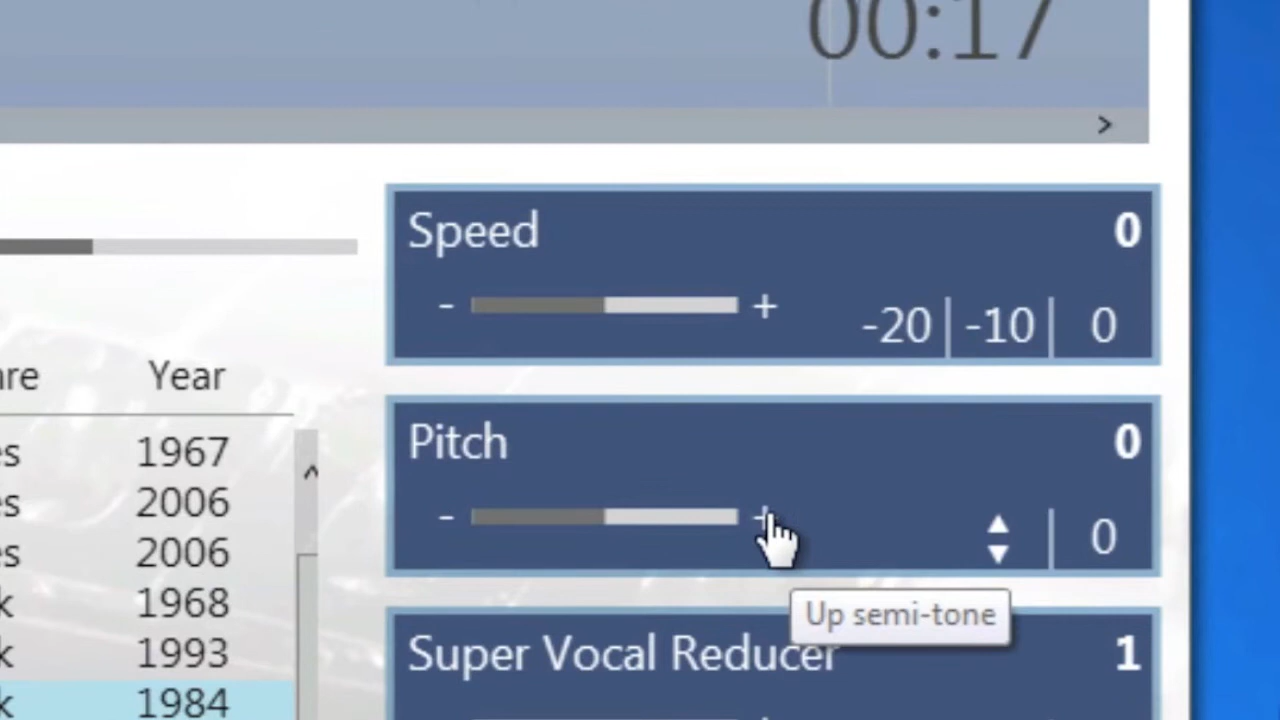 00:17
>
Speed 0
- + -20 | -10 | 0
Pitch 0
- + 0
Up semi-tone
Super Vocal Reducer 1
re Year
es 1967
es 2006
es 2006
k 1968
k 1993
k 1984